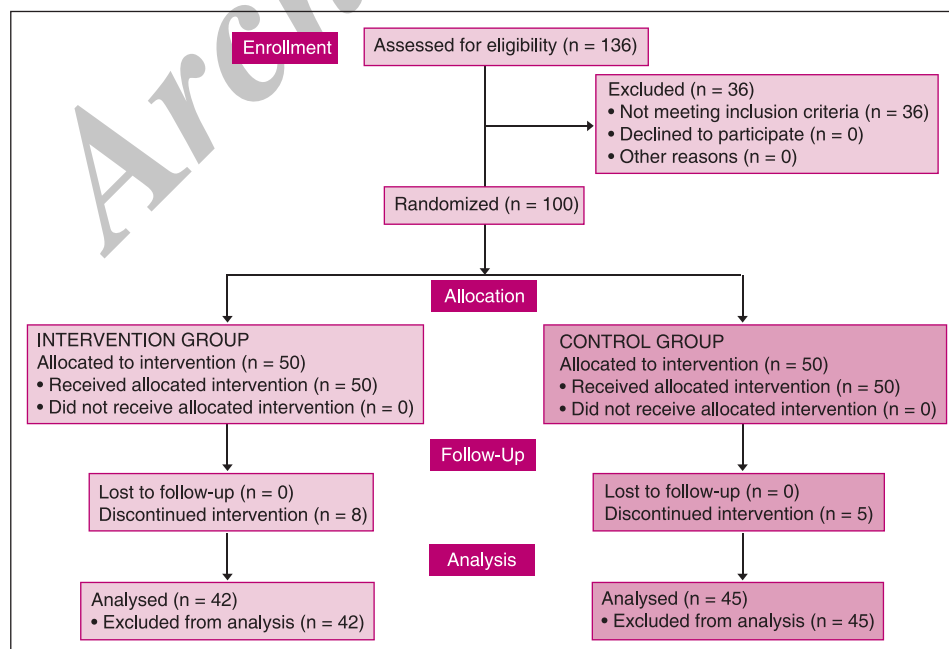 Enrollment
Assessed for eligibility (n = 136)
Excluded (n = 36)
• Not meeting inclusion criteria (n = 36)
• Declined to participate (n = 0)
• Other reasons (n = 0)
Randomized (n = 100)
Allocation
INTERVENTION GROUP
Allocated to intervention (n = 50)
• Received allocated intervention (n = 50)
• Did not receive allocated intervention (n = 0)
CONTROL GROUP
Allocated to intervention (n = 50)
• Received allocated intervention (n = 50)
• Did not receive allocated intervention (n = 0)
Follow-Up
Lost to follow-up (n = 0)
Discontinued intervention (n = 8)
Lost to follow-up (n = 0)
Discontinued intervention (n = 5)
Analysis
Analysed (n = 42)
• Excluded from analysis (n = 42)
Analysed (n = 45)
• Excluded from analysis (n = 45)